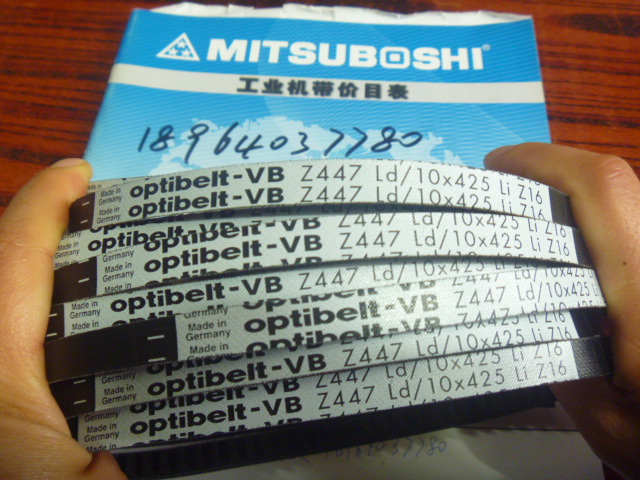 MITSUBOSHI
工业机带价目表
18964037780
Made in Germany optibelt-VB Z447 Ld/10x425 Li Z16
Made in Germany optibelt-VB
Made in Germany optibelt-VB Z447 Ld/10x425 Li Z16
Made in Germany optibelt-VB Z447 Ld/10x425 Li
Made in Germany optibelt-VB Z447 Ld/10x425 Li Z16
Made in optibelt-VB Z447 Ld/10x425 Li Z16
Germany optibelt-VB Z447 Ld/10x425 Li Z16
Made in Germany optibelt-VB Z447 Ld/10x425 Li Z16